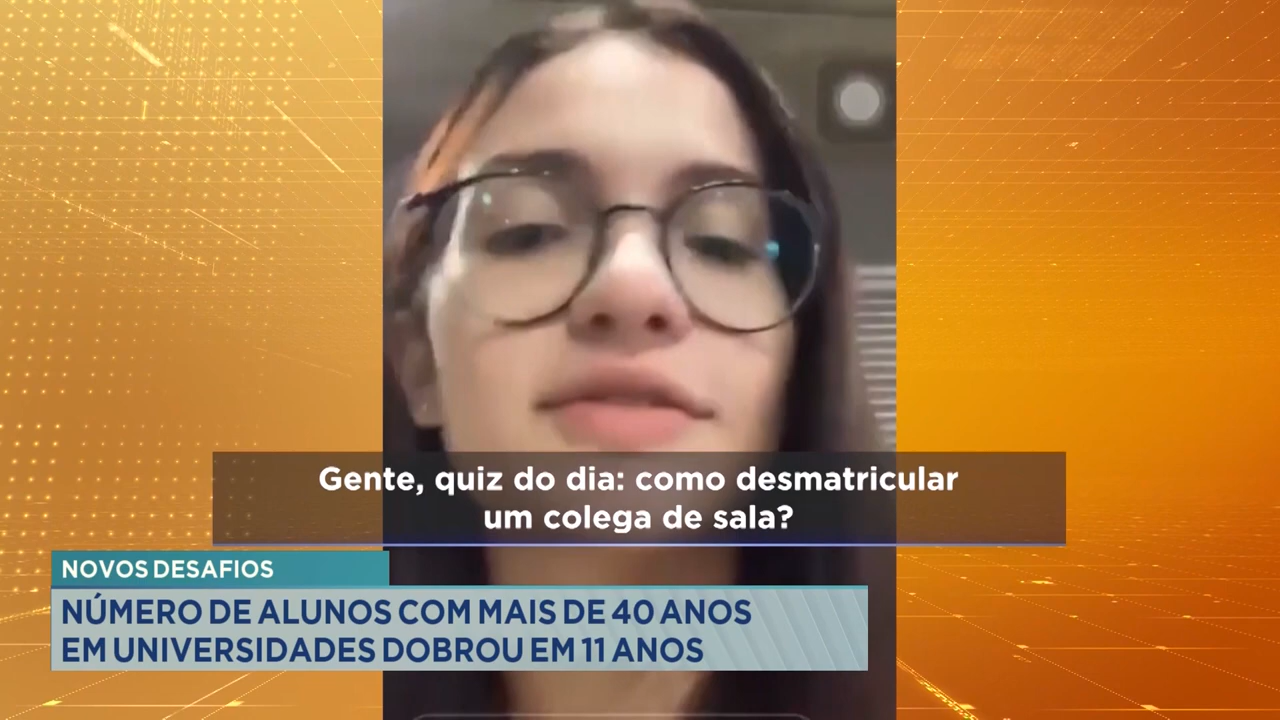 Gente, quiz do dia: como desmatricular
um colega de sala?
NOVOS DESAFIOS
NÚMERO DE ALUNOS COM MAIS DE 40 ANOS
EM UNIVERSIDADES DOBROU EM 11 ANOS